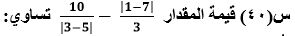 س(٤٠) قيمة المقدار |1−7|/3 − 10/|3−5| تساوي: